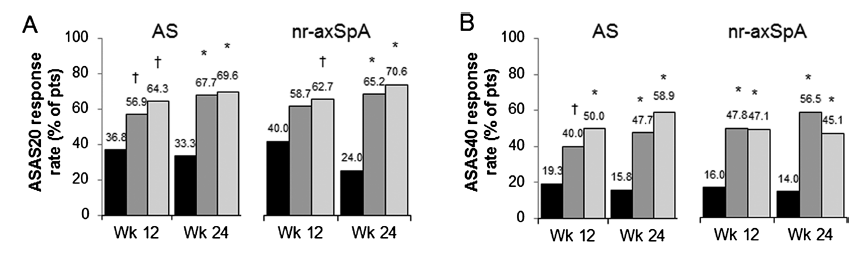 A
AS
nr-axSpA
ASAS20 response
rate (% of pts)
100
80
60
40
20
0
†
†
*
*
†
*
*
36.8
56.9
64.3
33.3
67.7
69.6
40.0
58.7
62.7
24.0
65.2
70.6
Wk 12
Wk 24
Wk 12
Wk 24
B
AS
nr-axSpA
ASAS40 response
rate (% of pts)
100
80
60
40
20
0
†
*
*
*
*
*
*
*
19.3
40.0
50.0
15.8
47.7
58.9
16.0
47.8
47.1
14.0
56.5
45.1
Wk 12
Wk 24
Wk 12
Wk 24